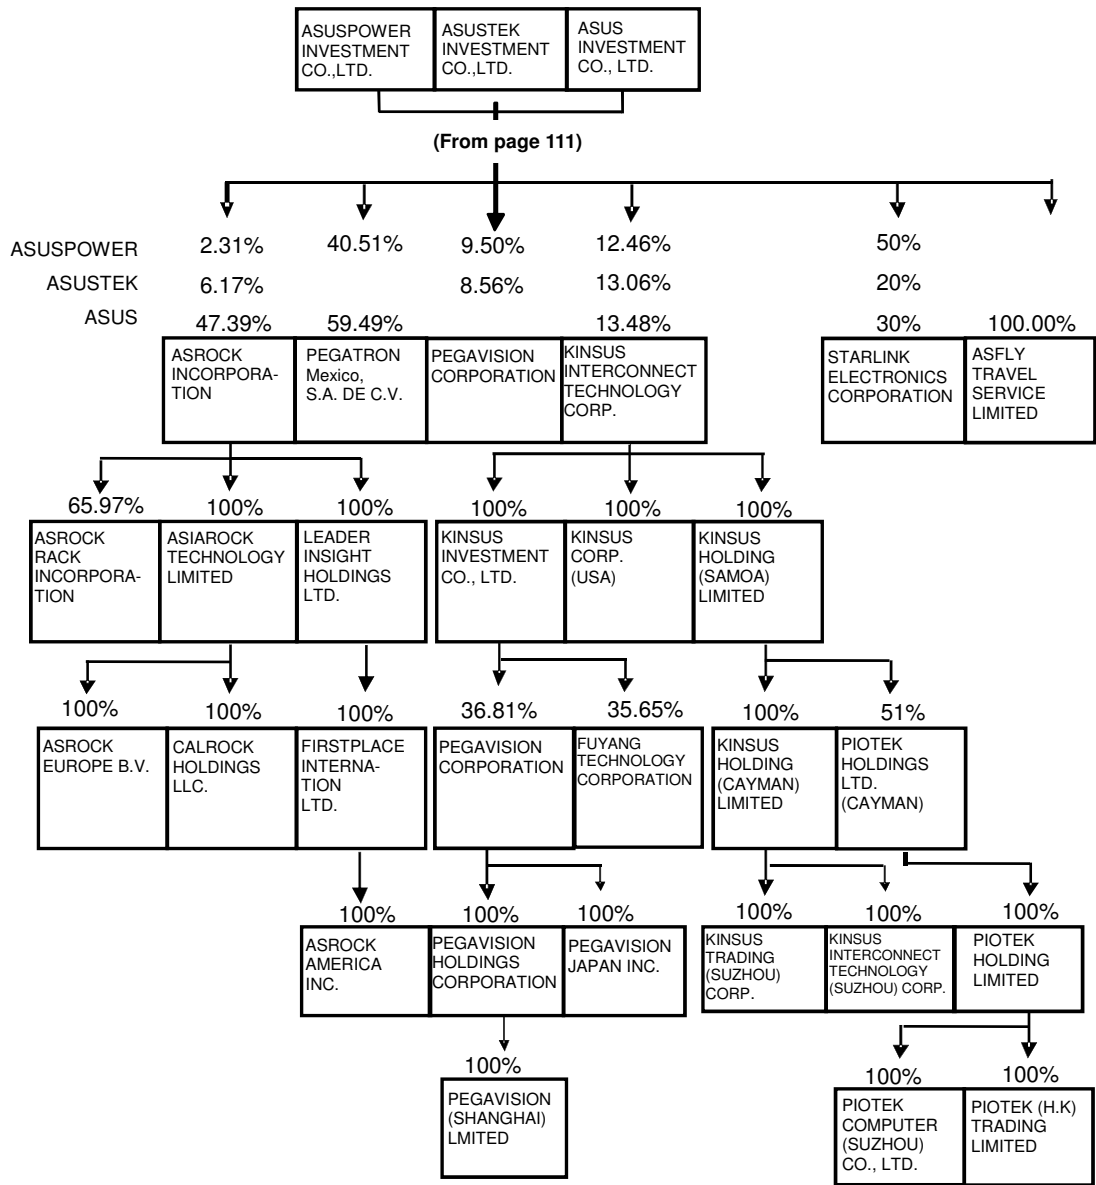 ASUSPOWER
INVESTMENT
CO.,LTD.
ASUSTEK
INVESTMENT
CO.,LTD.
ASUS
INVESTMENT
CO., LTD.
(From page 111)
ASUSPOWER
2.31%
40.51%
9.50%
12.46%
50%
ASUSTEK
6.17%
8.56%
13.06%
20%
ASUS
47.39%
59.49%
13.48%
30%
100.00%
ASROCK
INCORPORA-
TION
PEGATRON
Mexico,
S.A. DE C.V.
PEGAVISION
CORPORATION
KINSUS
INTERCONNECT
TECHNOLOGY
CORP.
STARLINK
ELECTRONICS
CORPORATION
ASFLY
TRAVEL
SERVICE
LIMITED
65.97%
100%
100%
100%
100%
100%
ASROCK
RACK
INCORPORA-
TION
ASIAROCK
TECHNOLOGY
LIMITED
LEADER
INSIGHT
HOLDINGS
LTD.
KINSUS
INVESTMENT
CO., LTD.
KINSUS
CORP.
(USA)
KINSUS
HOLDING
(SAMOA)
LIMITED
100%
100%
100%
36.81%
35.65%
100%
51%
ASROCK
EUROPE B.V.
CALROCK
HOLDINGS
LLC.
FIRSTPLACE
INTERNA-
TION
LTD.
PEGAVISION
CORPORATION
FUYANG
TECHNOLOGY
CORPORATION
KINSUS
HOLDING
(CAYMAN)
LIMITED
PIOTEK
HOLDINGS
LTD.
(CAYMAN)
100%
100%
100%
100%
100%
100%
ASROCK
AMERICA
INC.
PEGAVISION
HOLDINGS
CORPORATION
PEGAVISION
JAPAN INC.
KINSUS
TRADING
(SUZHOU)
CORP.
KINSUS
INTERCONNECT
TECHNOLOGY
(SUZHOU) CORP.
PIOTEK
HOLDING
LIMITED
100%
100%
100%
PEGAVISION
(SHANGHAI)
LMITED
PIOTEK
COMPUTER
(SUZHOU)
CO., LTD.
PIOTEK (H.K)
TRADING
LIMITED